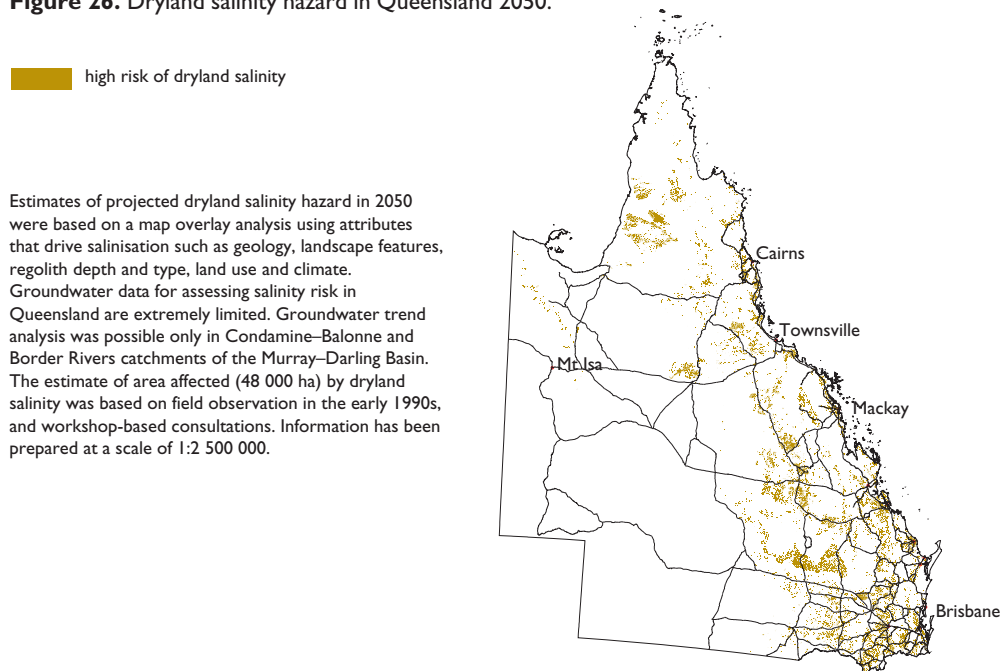 Figure 26. Dryland salinity hazard in Queensland 2050.
high risk of dryland salinity
Estimates of projected dryland salinity hazard in 2050
were based on a map overlay analysis using attributes
that drive salinisation such as geology, landscape features,
regolith depth and type, land use and climate.
Groundwater data for assessing salinity risk in
Queensland are extremely limited. Groundwater trend
analysis was possible only in Condamine–Balonne and
Border Rivers catchments of the Murray–Darling Basin.
The estimate of area affected (48 000 ha) by dryland
salinity was based on field observation in the early 1990s,
and workshop-based consultations. Information has been
prepared at a scale of 1:2 500 000.
Cairns
Townsville
Mt Isa
Mackay
Brisbane